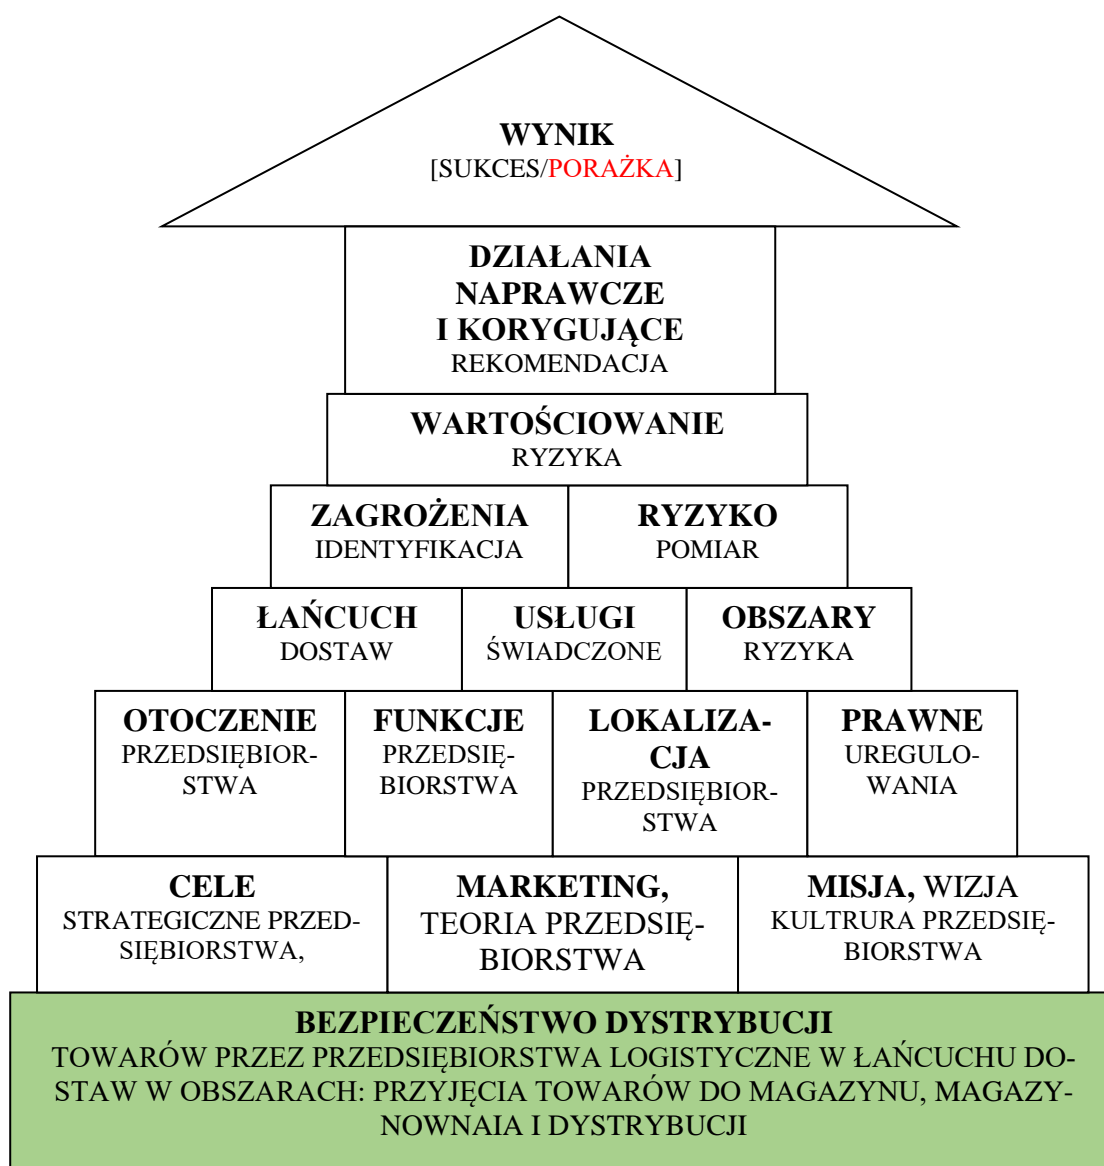 WYNIK
[SUKCES/PORAŻKA]
DZIAŁANIA
NAPRAWCZE
I KORYGUJĄCE
REKOMENDACJA
WARTOŚCIOWANIE
RYZYKA
ZAGROŻENIA
IDENTYFIKACJA
RYZYKO
POMIAR
ŁAŃCUCH
DOSTAW
USŁUGI
ŚWIADCZONE
OBSZARY
RYZYKA
OTOCZENIE
PRZEDSIĘBIOR-
STWA
FUNKCJE
PRZEDSIĘ-
BIORSTWA
LOKALIZA-
CJA
PRZEDSIĘBIOR-
STWA
PRAWNE
UREGULO-
WANIA
CELE
STRATEGICZNE PRZED-
SIĘBIORSTWA,
MARKETING,
TEORIA PRZEDSIĘ-
BIORSTWA
MISJA, WIZJA
KULTRURA PRZEDSIĘ-
BIORSTWA
BEZPIECZEŃSTWO DYSTRYBUCJI
TOWARÓW PRZEZ PRZEDSIĘBIORSTWA LOGISTYCZNE W ŁAŃCUCHU DO-
STAW W OBSZARACH: PRZYJĘCIA TOWARÓW DO MAGAZYNU, MAGAZY-
NOWNAIA I DYSTRYBUCJI